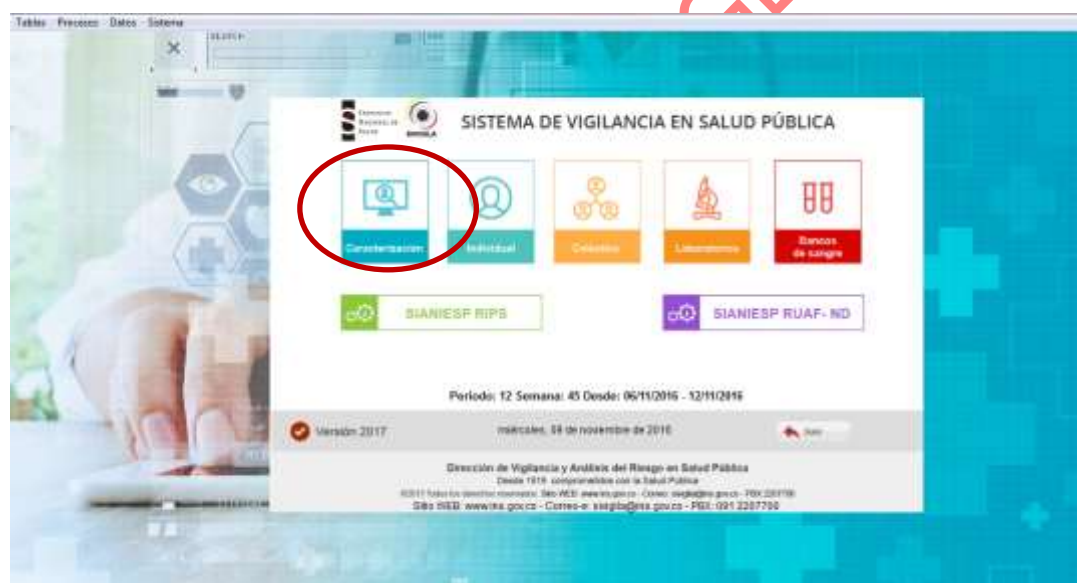 Tablas Procesos Datos Sistema
SISTEMA DE VIGILANCIA EN SALUD PÚBLICA
Caracterización Individual Colectivo Laboratorios Bancos
de sangre
SIANIESP RIPS SIANIESP RUAF- ND
Periodo: 12 Semana: 45 Desde: 06/11/2016 - 12/11/2016
Versión 2017 miércoles, 09 de noviembre de 2016
Dirección de Vigilancia y Análisis del Riesgo en Salud Pública
comprometidos con la Salud Pública
Sitio WEB: www.ins.gov.co - Correo-e: sivigila@ins.gov.co - PBX: 091 2207700